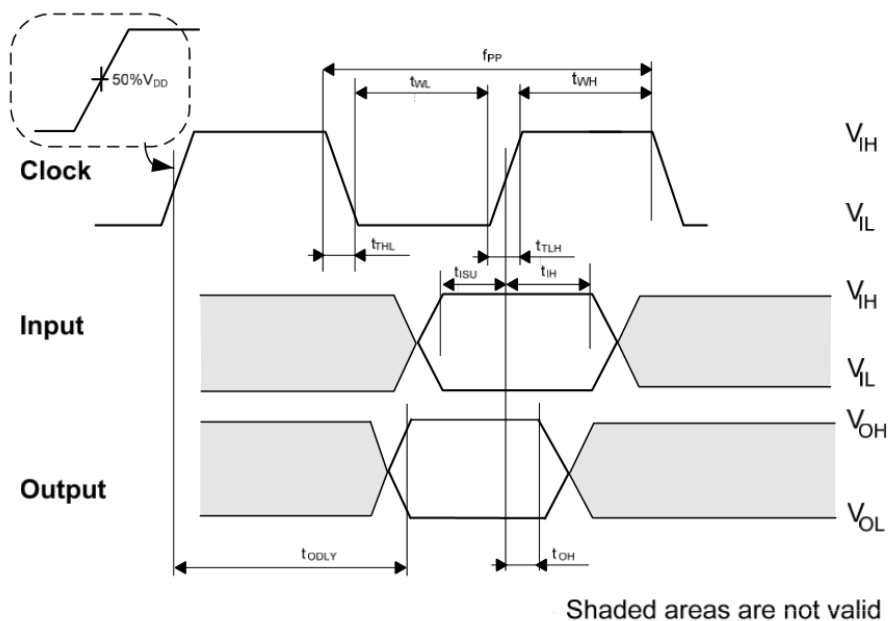 50%VDD
fPP
tWL
tWH
Clock
VIH
VIL
tTHL
tTLH
tISU
tIH
Input
VIH
VIL
Output
VOH
VOL
tODLY
tOH
Shaded areas are not valid